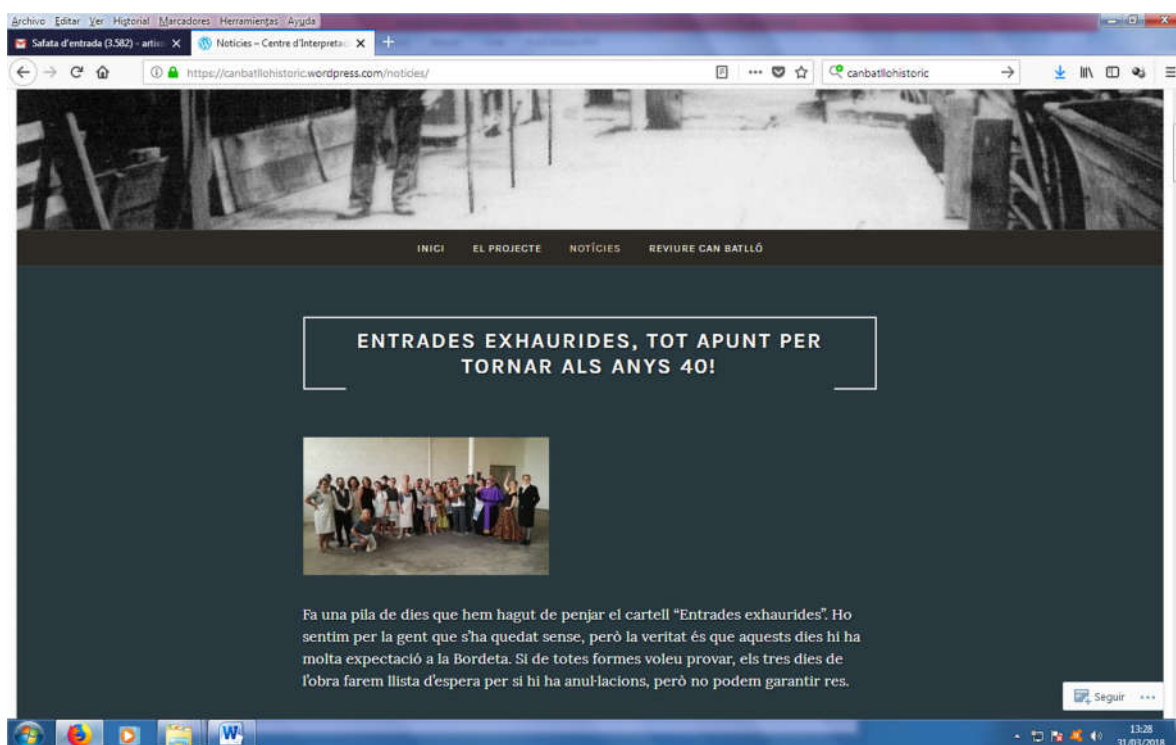 Archivo Editar Ver Historial Marcadores Herramientas Ayuda
Safata d'entrada (3.582) - artix
Notícies – Centre d'Interpretac
https://canbatllohistoric.wordpress.com/noticies/
canbatllohistoric
INICI EL PROJECTE NOTÍCIES REVIURE CAN BATLLÓ
ENTRADES EXHAURIDES, TOT APUNT PER
TORNAR ALS ANYS 40!
Fa una pila de dies que hem hagut de penjar el cartell “Entrades exhaurides”. Ho
sentim per la gent que s’ha quedat sense, però la veritat és que aquests dies hi ha
molta expectació a la Bordeta. Si de totes formes voleu provar, els tres dies de
l’obra farem llista d’espera per si hi ha anul·lacions, però no podem garantir res.
Seguir
13:28
31/03/2018